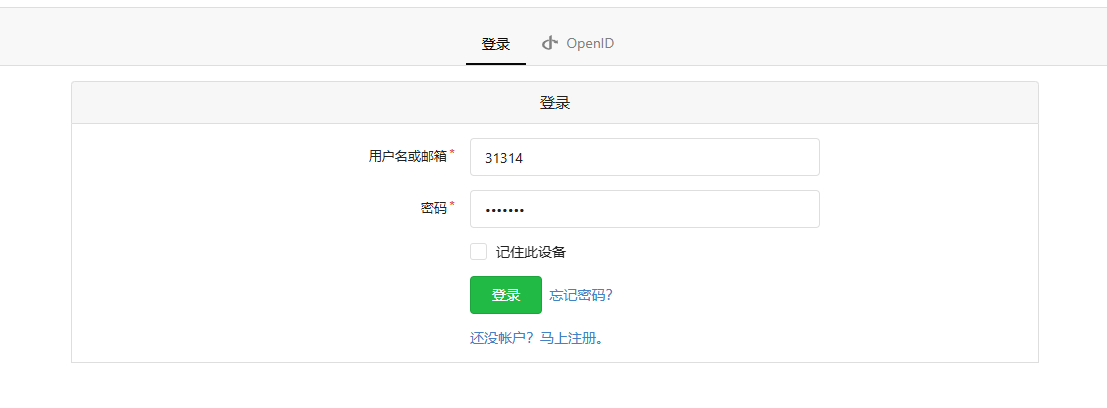 登录 OpenID
登录
用户名或邮箱*
31314
密码*
•••••••
记住此设备
登录 忘记密码?
还没帐户？马上注册。